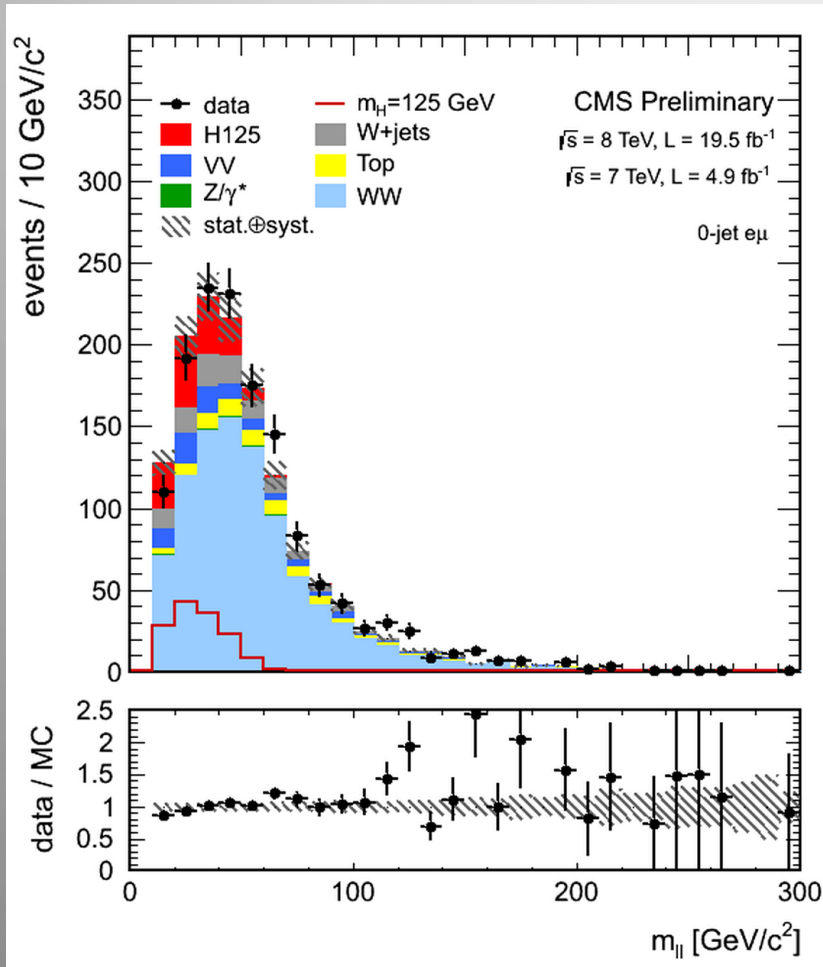 events / 10 GeV/c²
350
300
250
200
150
100
50
0
data
H125
VV
Z/γ*
stat.⊕syst.
m_H=125 GeV
W+jets
Top
WW
CMS Preliminary
√s = 8 TeV, L = 19.5 fb⁻¹
√s = 7 TeV, L = 4.9 fb⁻¹
0-jet eμ
data / MC
2.5
2
1.5
1
0.5
0
0
100
200
300
m_ll [GeV/c²]